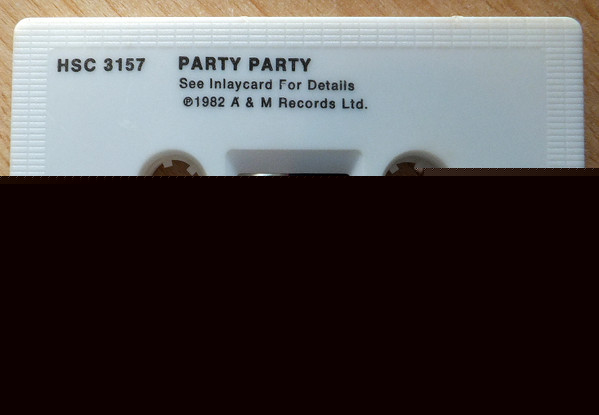 HSC 3157 PARTY PARTY
See Inlaycard For Details
℗1982 A & M Records Ltd.